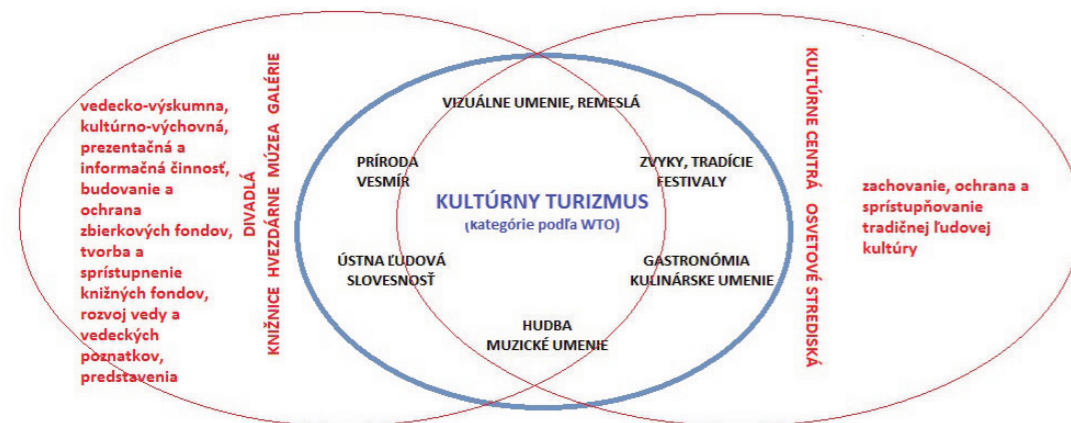 vedecko-výskumna,
kultúrno-výchovná,
prezentačná a
informačná činnosť,
budovanie a
ochrana
zbierkových fondov,
tvorba a
sprístupnenie
knižných fondov,
rozvoj vedy a
vedeckých
poznatkov,
predstavenia
DIVADLÁ
KNIŽNICE HVEZDÁRNE MÚZEA GALÉRIE
VIZUÁLNE UMENIE, REMESLÁ
PRÍRODA
VESMÍR
ZVYKY, TRADÍCIE
FESTIVALY
KULTÚRNY TURIZMUS
(kategórie podľa WTO)
ÚSTNA ĽUDOVÁ
SLOVESNOSŤ
GASTRONÓMIA
KULINÁRSKE UMENIE
HUDBA
MUZICKÉ UMENIE
KULTÚRNE CENTRÁ OSVETOVÉ STREDISKÁ
zachovanie, ochrana a
sprístupňovanie
tradičnej ľudovej
kultúry